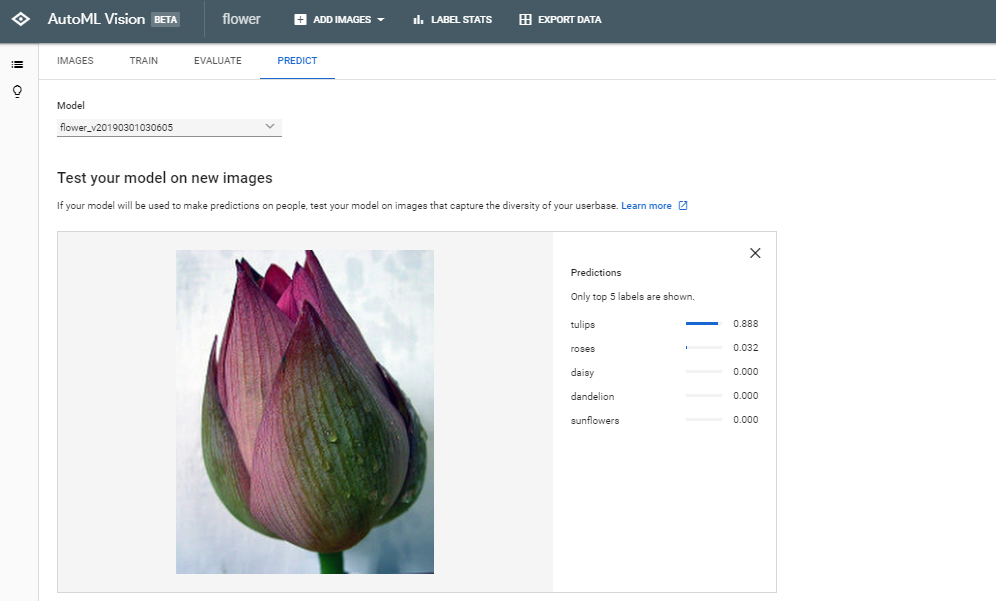 AutoML Vision BETA flower ADD IMAGES LABEL STATS EXPORT DATA
IMAGES TRAIN EVALUATE PREDICT
Model
flower_v20190301030605
Test your model on new images
If your model will be used to make predictions on people, test your model on images that capture the diversity of your userbase. Learn more
Predictions
Only top 5 labels are shown.
tulips 0.888
roses 0.032
daisy 0.000
dandelion 0.000
sunflowers 0.000